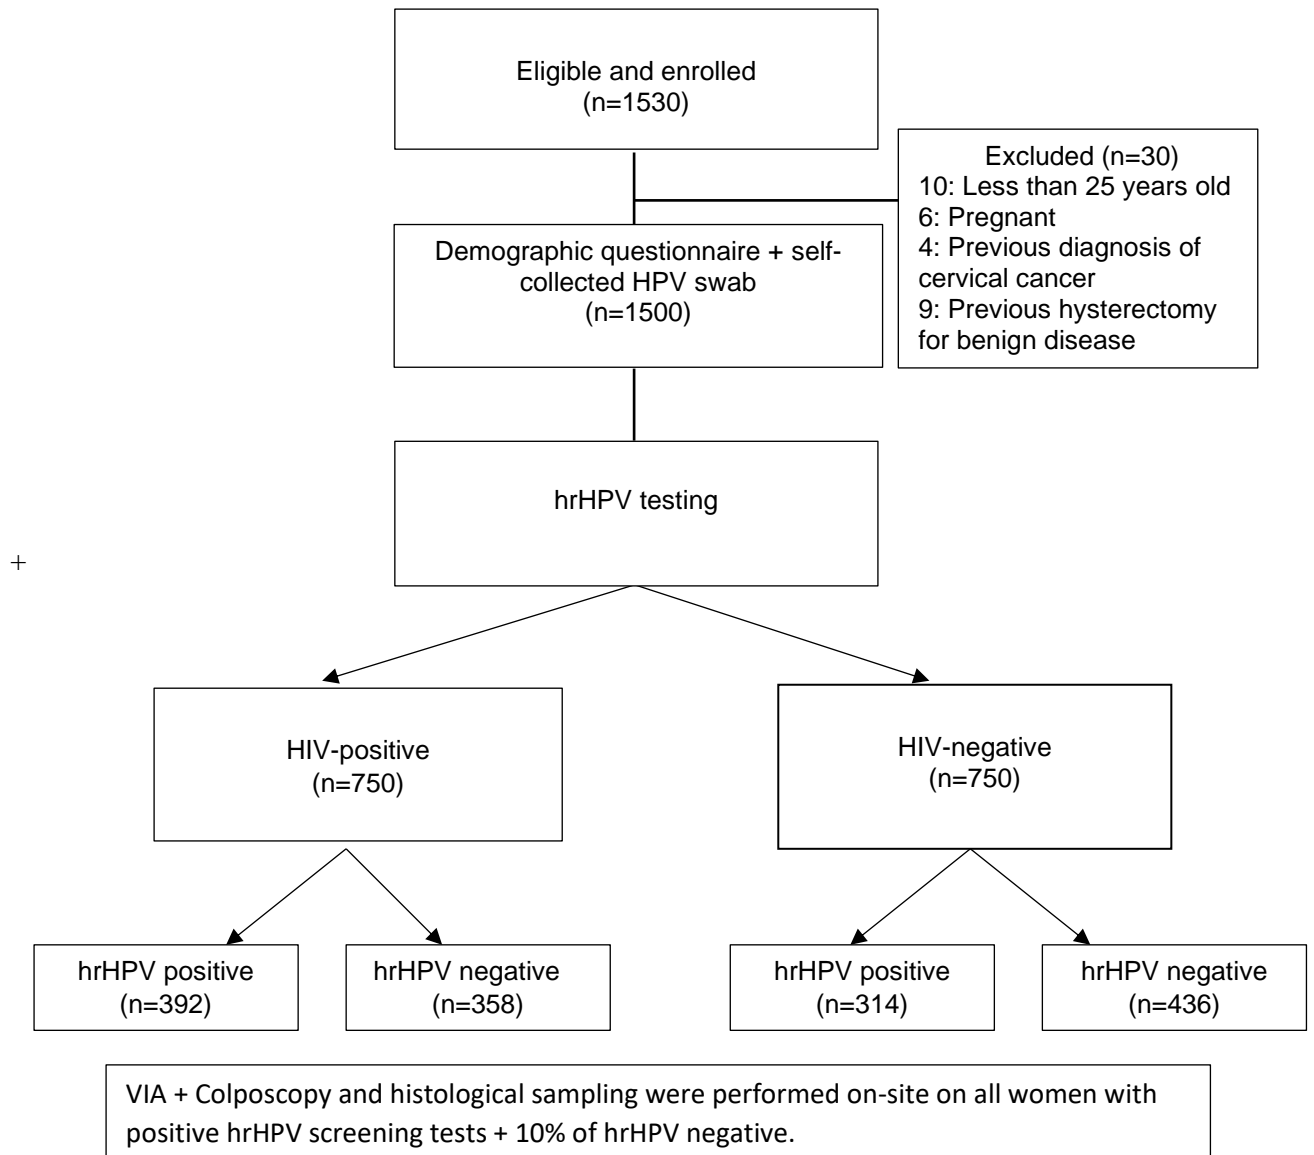 Eligible and enrolled
(n=1530)
Excluded (n=30)
10: Less than 25 years old
6: Pregnant
4: Previous diagnosis of
cervical cancer
9: Previous hysterectomy
for benign disease
Demographic questionnaire + self-
collected HPV swab
(n=1500)
hrHPV testing
+
HIV-positive
(n=750)
HIV-negative
(n=750)
hrHPV positive
(n=392)
hrHPV negative
(n=358)
hrHPV positive
(n=314)
hrHPV negative
(n=436)
VIA + Colposcopy and histological sampling were performed on-site on all women with
positive hrHPV screening tests + 10% of hrHPV negative.